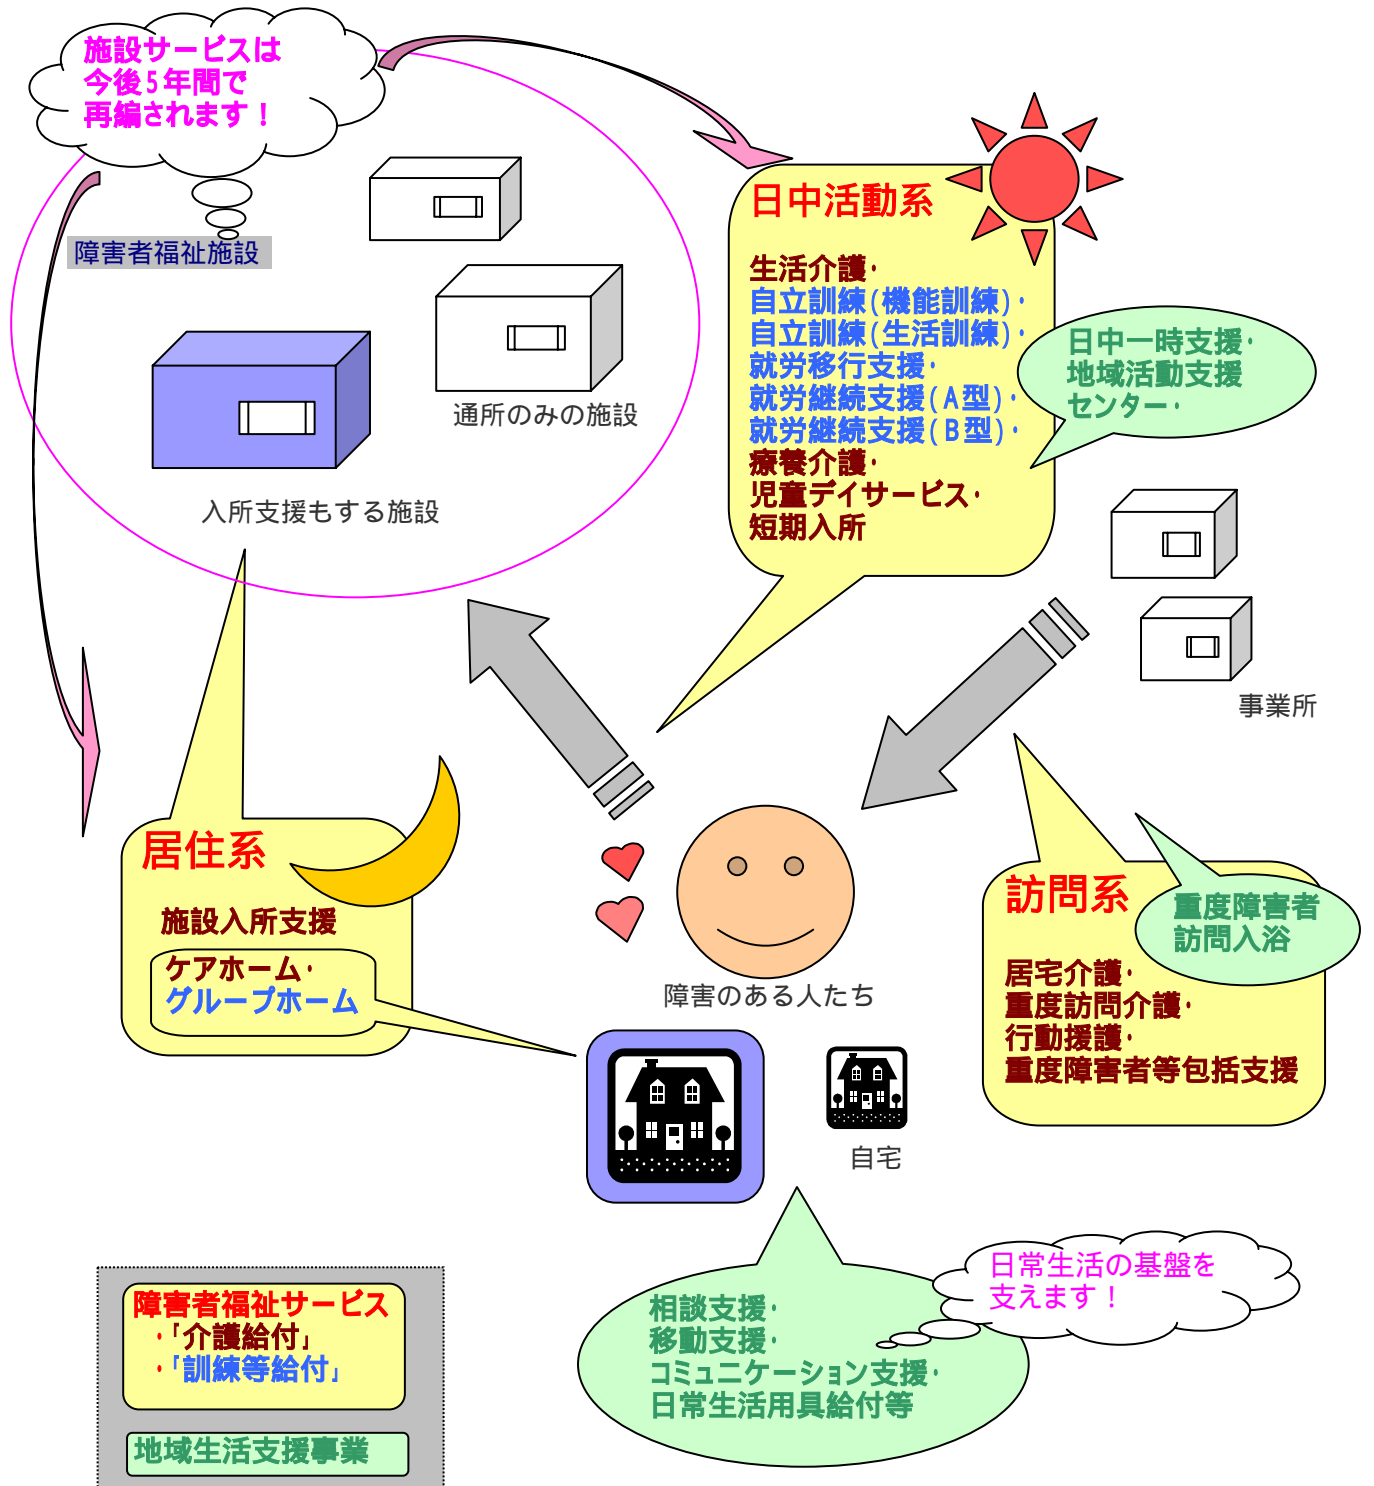 施設サービスは
今後5年間で
再編されます！
障害者福祉施設
通所のみの施設
入所支援もする施設
日中活動系
生活介護・
自立訓練(機能訓練)・
自立訓練(生活訓練)・
就労移行支援・
就労継続支援(A型)・
就労継続支援(B型)・
療養介護・
児童デイサービス・
短期入所
日中一時支援・
地域活動支援
センター・
事業所
居住系
施設入所支援
ケアホーム・
グループホーム
障害のある人たち
訪問系
重度障害者
訪問入浴
居宅介護・
重度訪問介護・
行動援護・
重度障害者等包括支援
自宅
日常生活の基盤を
支えます！
相談支援・
移動支援・
コミュニケーション支援・
日常生活用具給付等
障害者福祉サービス
・「介護給付」
・「訓練等給付」
地域生活支援事業